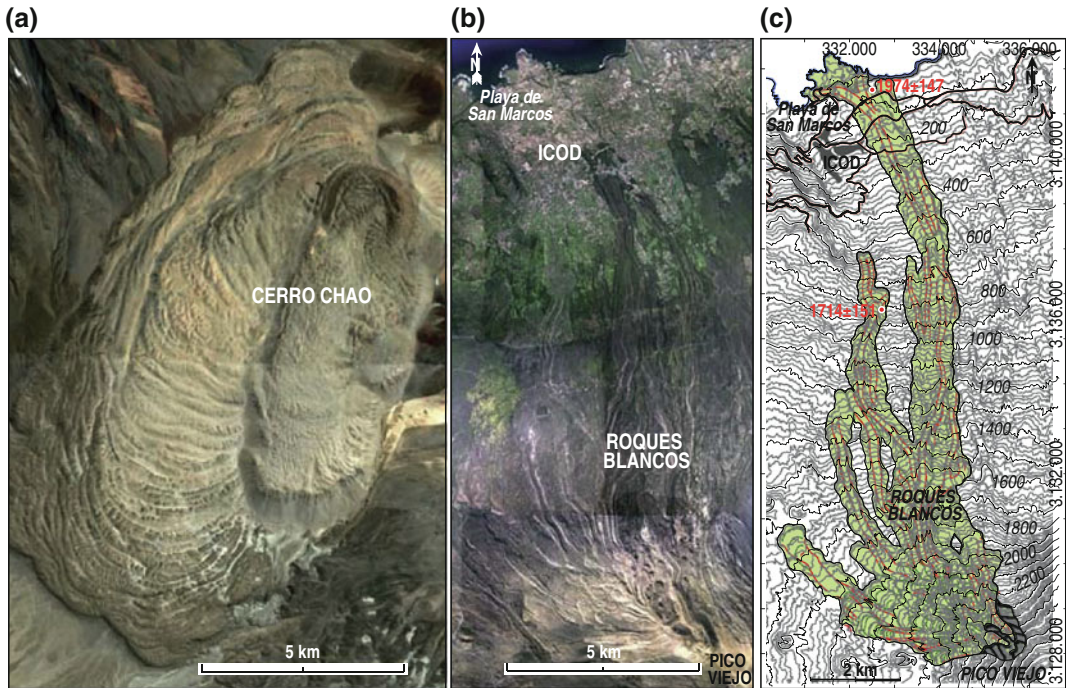 (a)
CERRO CHAO
5 km
(b)
N
Playa de
San Marcos
ICOD
ROQUES
BLANCOS
5 km
PICO
VIEJO
(c)
332.000
334.000
336.000
N
1974±147
Playa de
San Marcos
ICOD
200
400
600
800
1714±151
1000
1200
1400
1600
ROQUES
BLANCOS
1800
2000
2200
2 km
PICO VIEJO
3.140.000
3.136.000
3.132.000
3.128.000